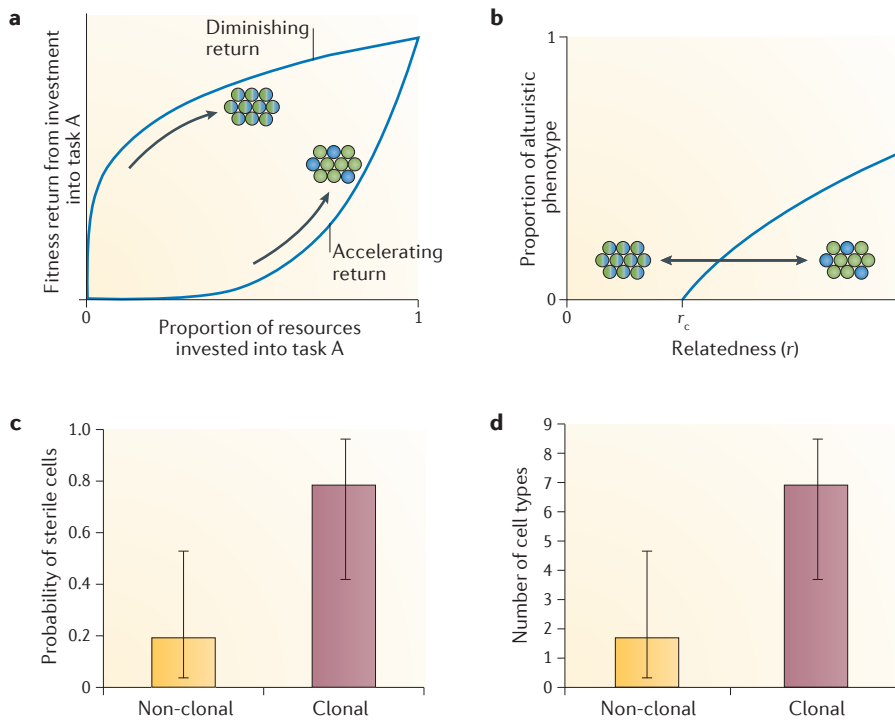 a
Diminishing
return
Accelerating
return
Fitness return from investment
into task A
0
1
Proportion of resources
invested into task A
b
1
0
Proportion of alturistic
phenotype
0
rc
Relatedness (r)
c
1.0
0.8
0.6
0.4
0.2
0
Probability of sterile cells
Non-clonal
Clonal
d
9
8
7
6
5
4
3
2
1
0
Number of cell types
Non-clonal
Clonal